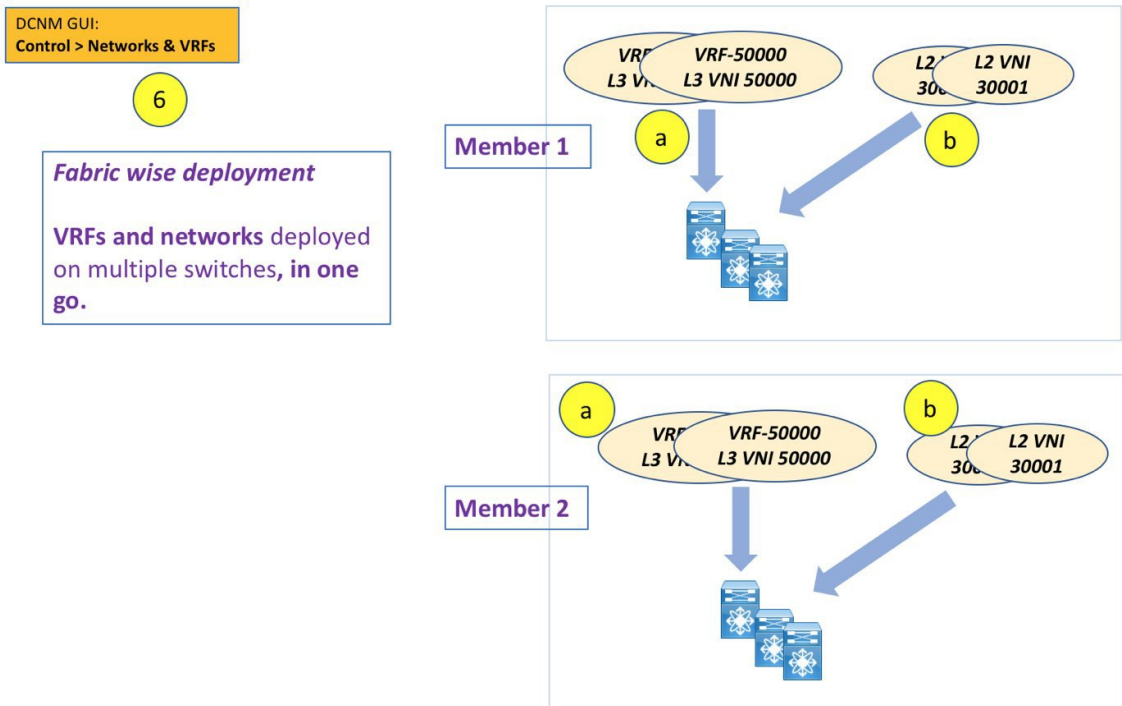 DCNM GUI:
Control > Networks & VRFs
6
Fabric wise deployment
VRFs and networks deployed
on multiple switches, in one
go.
Member 1
VRF-50000
L3 VNI 50000
L2 VNI
30001
L2
a
b
Member 2
a
b
VRF-50000
L3 VNI 50000
L2 VNI
30001
L2